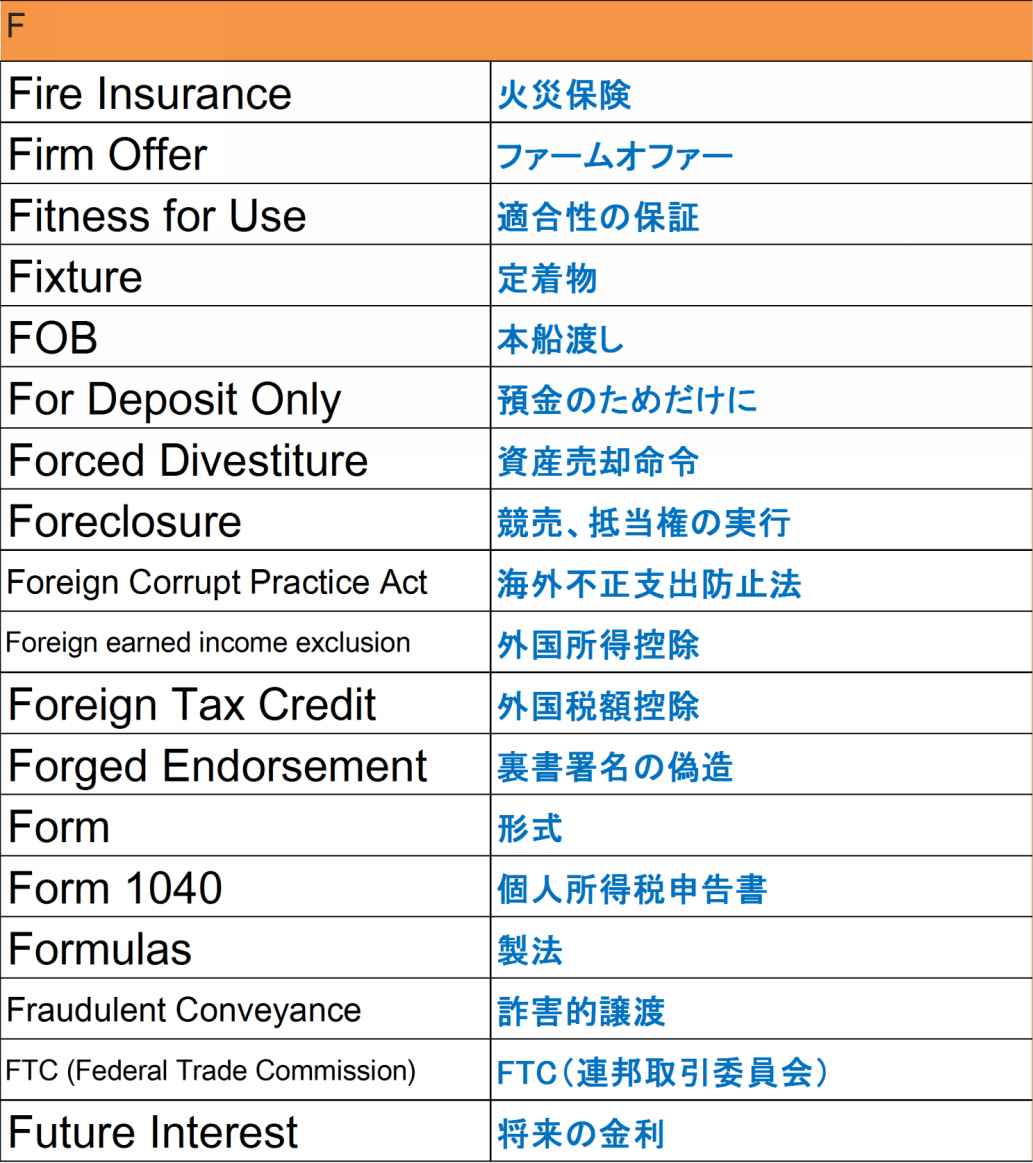 F
Fire Insurance 火災保険
Firm Offer ファームオファー
Fitness for Use 適合性の保証
Fixture 定着物
FOB 本船渡し
For Deposit Only 預金のためだけに
Forced Divestiture 資産売却命令
Foreclosure 競売、抵当権の実行
Foreign Corrupt Practice Act 海外不正支出防止法
Foreign earned income exclusion 外国所得控除
Foreign Tax Credit 外国税額控除
Forged Endorsement 裏書署名の偽造
Form 形式
Form 1040 個人所得税申告書
Formulas 製法
Fraudulent Conveyance 詐害的譲渡
FTC (Federal Trade Commission) FTC（連邦取引委員会）
Future Interest 将来の金利